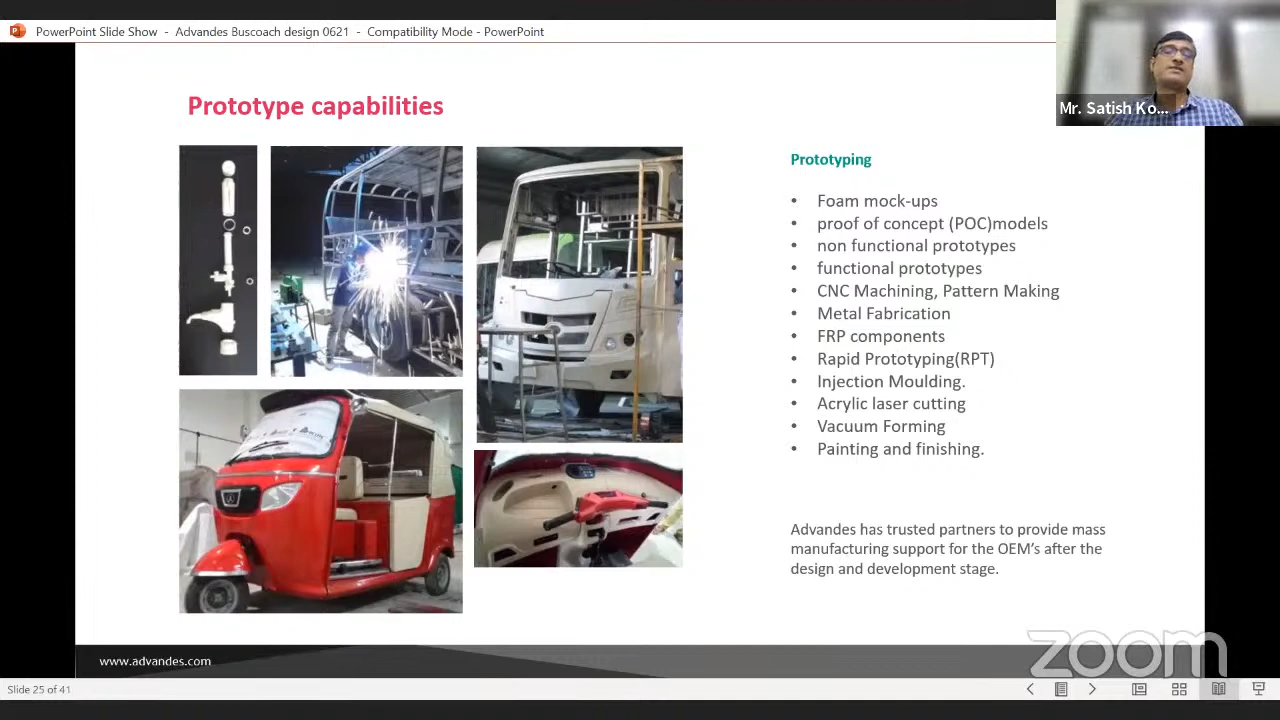 PowerPoint Slide Show - Advandes Buscoach design 0621 - Compatibility Mode - PowerPoint
Mr. Satish Ko...
Prototype capabilities
Prototyping
• Foam mock-ups
• proof of concept (POC)models
• non functional prototypes
• functional prototypes
• CNC Machining, Pattern Making
• Metal Fabrication
• FRP components
• Rapid Prototyping(RPT)
• Injection Moulding.
• Acrylic laser cutting
• Vacuum Forming
• Painting and finishing.
Advandes has trusted partners to provide mass
manufacturing support for the OEM's after the
design and development stage.
www.advandes.com
zoom
Slide 25 of 41